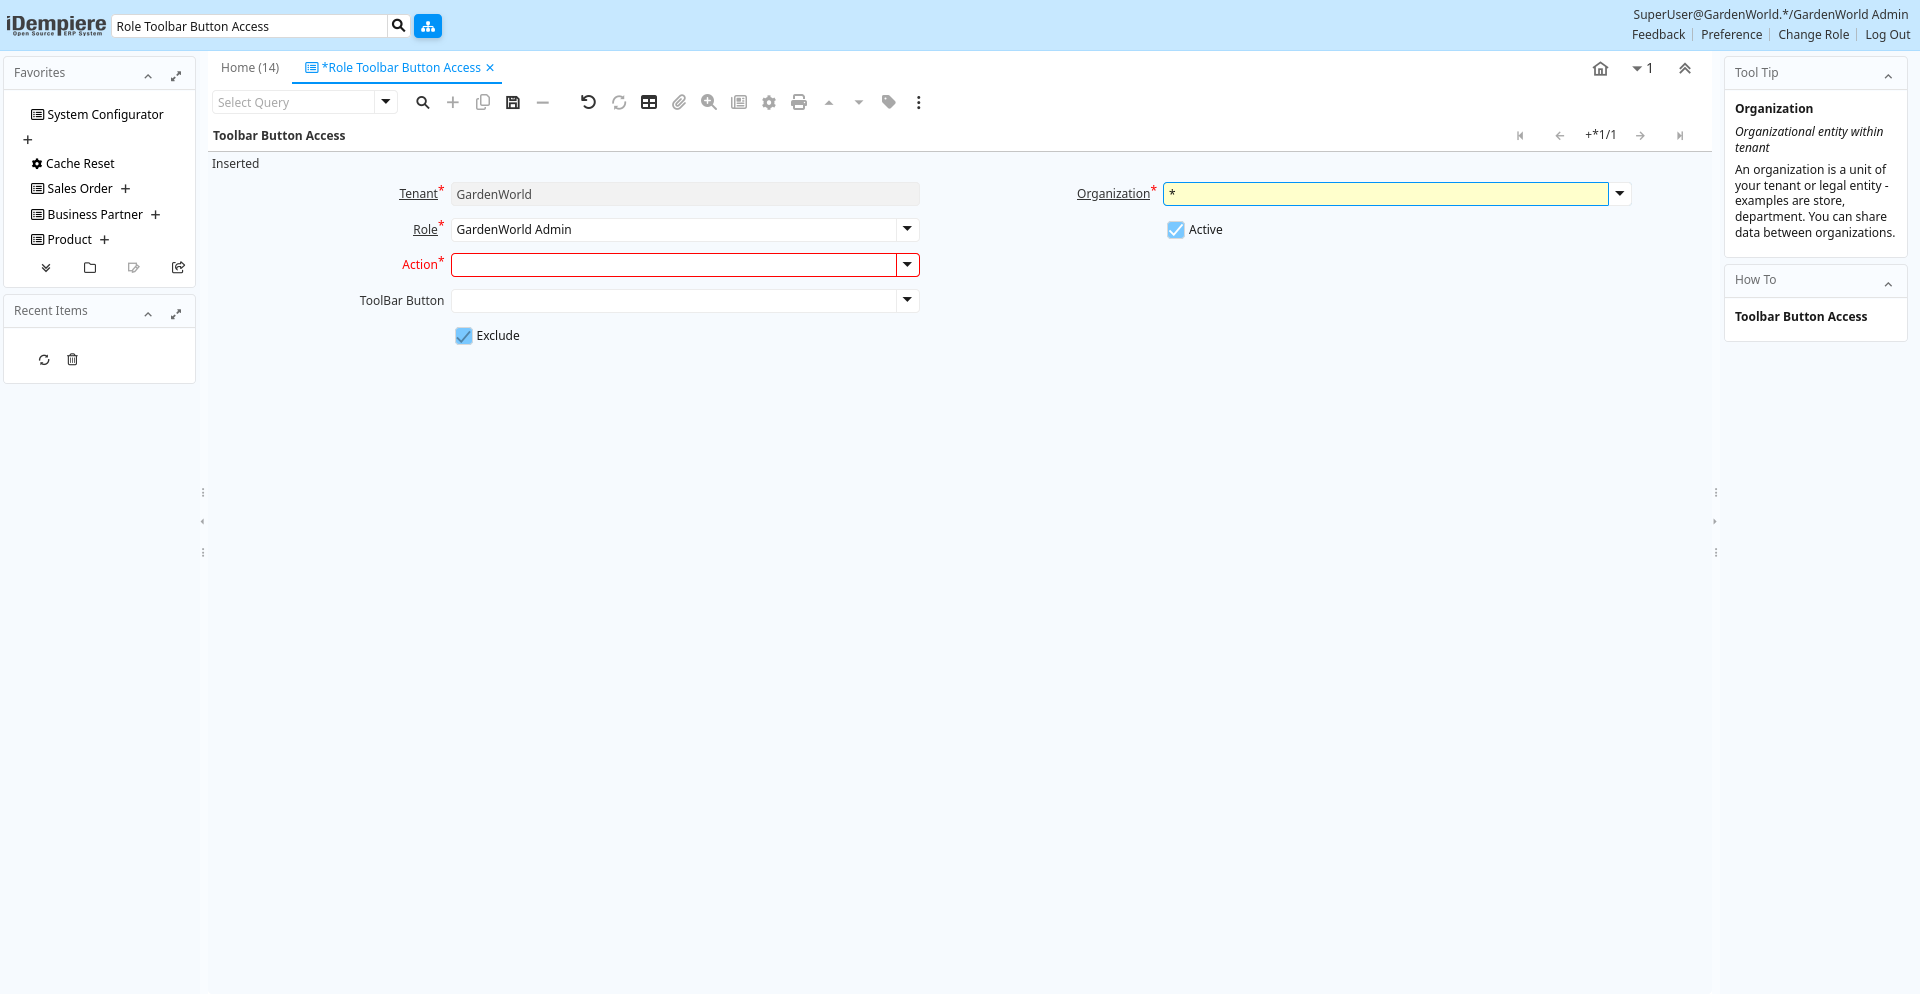 iDempiere
Open Source ERP System
Role Toolbar Button Access
SuperUser@GardenWorld.*/GardenWorld Admin
Feedback
Preference
Change Role
Log Out
Favorites
System Configurator
Cache Reset
Sales Order
Business Partner
Product
Recent Items
Home (14)
*Role Toolbar Button Access
1
Select Query
Toolbar Button Access
+*1/1
Inserted
Tenant*
GardenWorld
Organization*
*
Role*
GardenWorld Admin
Active
Action*
ToolBar Button
Exclude
Tool Tip
Organization
Organizational entity within
tenant
An organization is a unit of
your tenant or legal entity -
examples are store,
department. You can share
data between organizations.
How To
Toolbar Button Access